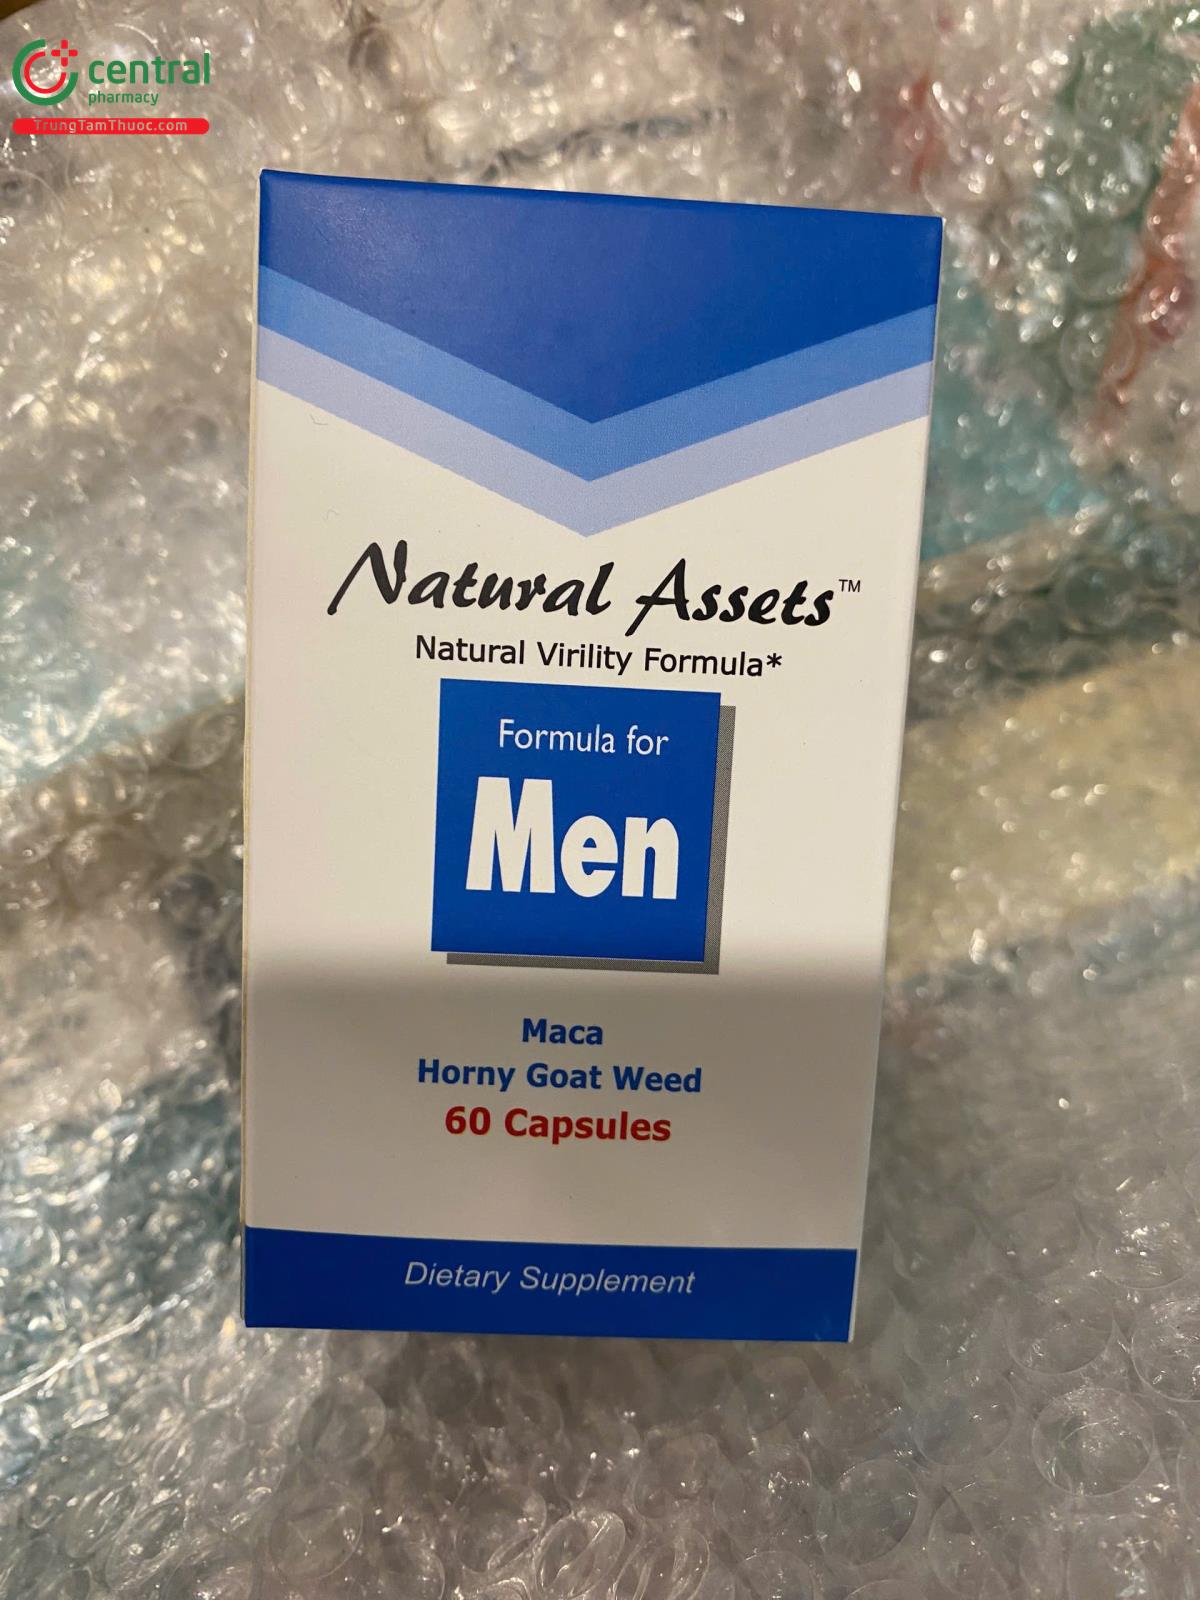 central
pharmacy
TrungTamThuoc.com
Natural Assets™
Natural Virility Formula*
Formula for
Men
Maca
Horny Goat Weed
60 Capsules
Dietary Supplement